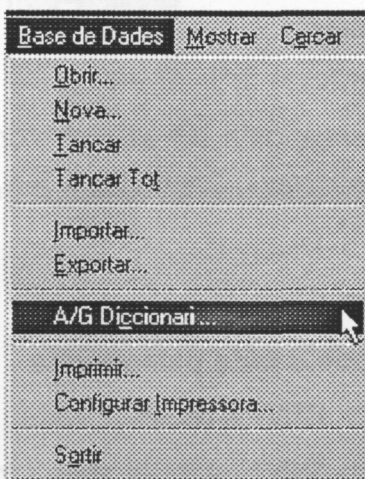 Base de Dades Mostrar Cercar
Obrir...
Nova...
Tancar
Tancar Tot
Importar...
Exportar...
A/G Diccionari...
Imprimir...
Configurar Impressora...
Sortir